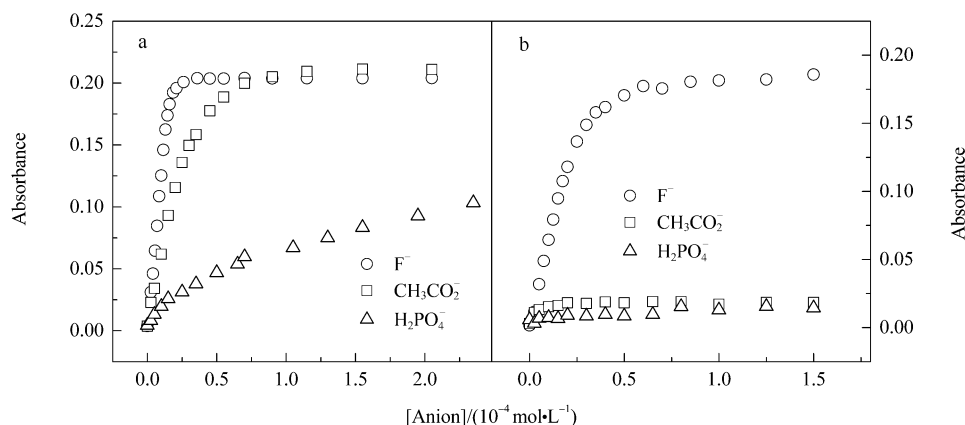 a
b
0.25
0.20
0.15
0.10
0.05
0.00
Absorbance
F⁻
CH₃CO₂⁻
H₂PO₄⁻
0.0
0.5
1.0
1.5
2.0
F⁻
CH₃CO₂⁻
H₂PO₄⁻
0.0
0.5
1.0
1.5
0.20
0.15
0.10
0.05
0.00
Absorbance
[Anion]/(10⁻⁴ mol•L⁻¹)